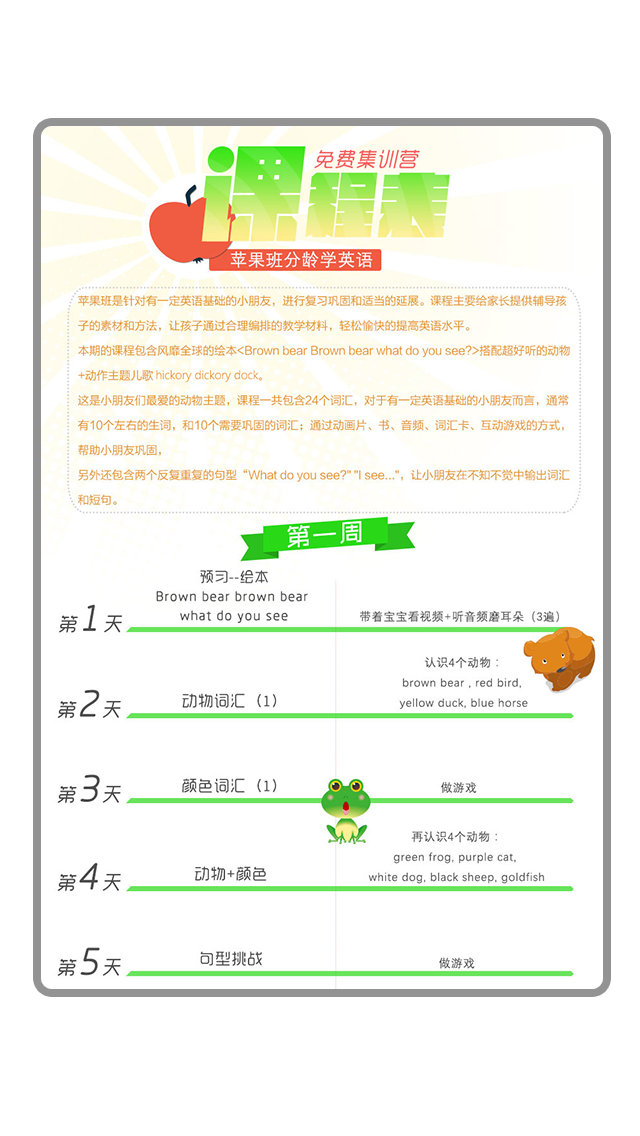 免费集训营
课程表
苹果班分龄学英语
苹果班是针对有一定英语基础的小朋友，进行复习巩固和适当的延展。课程主要给家长提供辅导孩
子的素材和方法，让孩子通过合理编排的教学材料，轻松愉快的提高英语水平。
本期的课程包含风靡全球的绘本<Brown bear Brown bear what do you see?>搭配超好听的动物
+动作主题儿歌 hickory dickory dock。
这是小朋友们最爱的动物主题，课程一共包含24个词汇，对于有一定英语基础的小朋友而言，通常
有10个左右的生词，和10个需要巩固的词汇；通过动画片、书、音频、词汇卡、互动游戏的方式，
帮助小朋友巩固，
另外还包含两个反复重复的句型“What do you see?" "I see..."，让小朋友在不知不觉中输出词汇
和短句。
第一周
第1天
预习--绘本
Brown bear brown bear
what do you see
带着宝宝看视频+听音频磨耳朵（3遍）
第2天
动物词汇（1）
认识4个动物：
brown bear , red bird,
yellow duck, blue horse
第3天
颜色词汇（1）
做游戏
第4天
动物+颜色
再认识4个动物：
green frog, purple cat,
white dog, black sheep, goldfish
第5天
句型挑战
做游戏